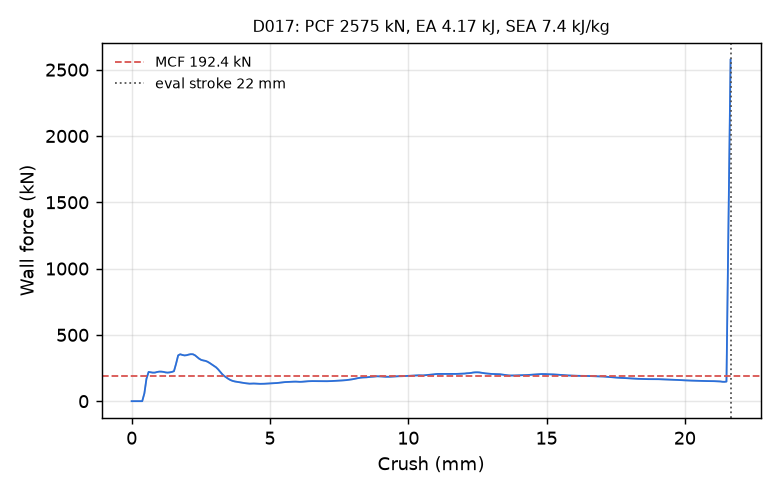 D017: PCF 2575 kN, EA 4.17 kJ, SEA 7.4 kJ/kg
MCF 192.4 kN
eval stroke 22 mm
Wall force (kN)
2500
2000
1500
1000
500
0
0 5 10 15 20
Crush (mm)